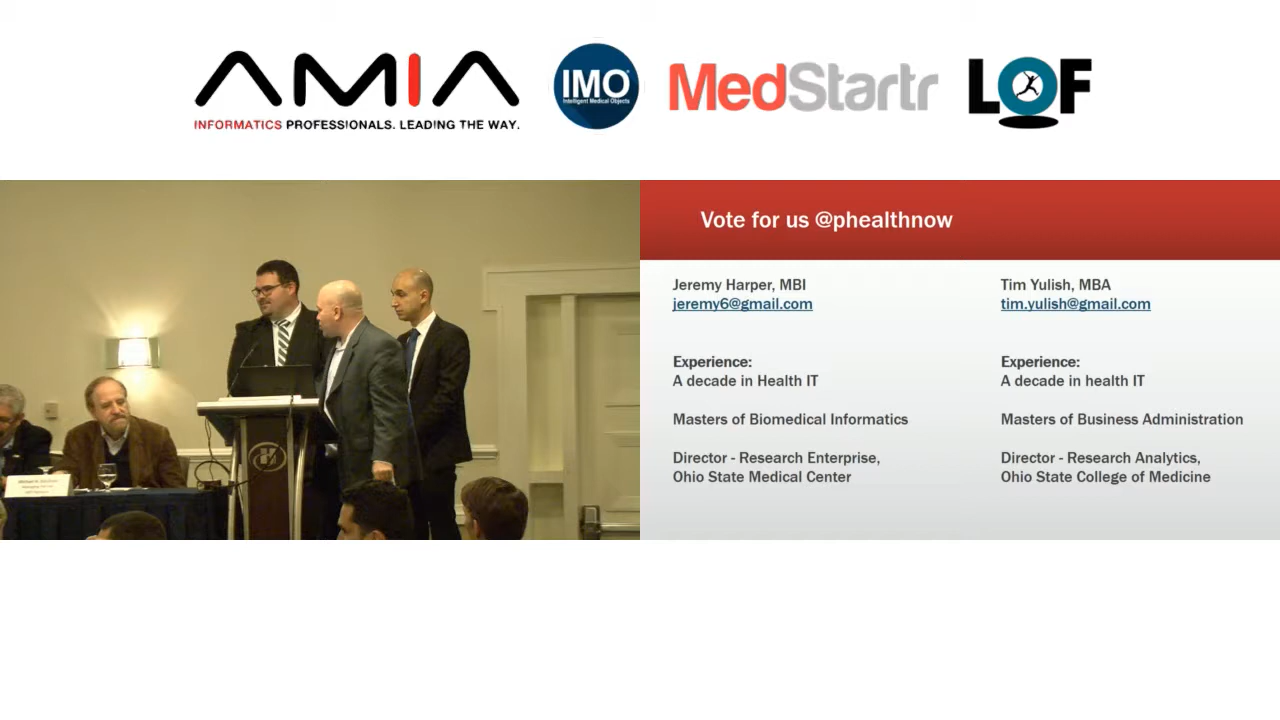 AMIA
INFORMATICS PROFESSIONALS. LEADING THE WAY.
IMO
Intelligent Medical Objects
MedStartr
LOF
Vote for us @phealthnow
Jeremy Harper, MBI
jeremy6@gmail.com
Experience:
A decade in Health IT
Masters of Biomedical Informatics
Director - Research Enterprise,
Ohio State Medical Center
Tim Yulish, MBA
tim.yulish@gmail.com
Experience:
A decade in health IT
Masters of Business Administration
Director - Research Analytics,
Ohio State College of Medicine